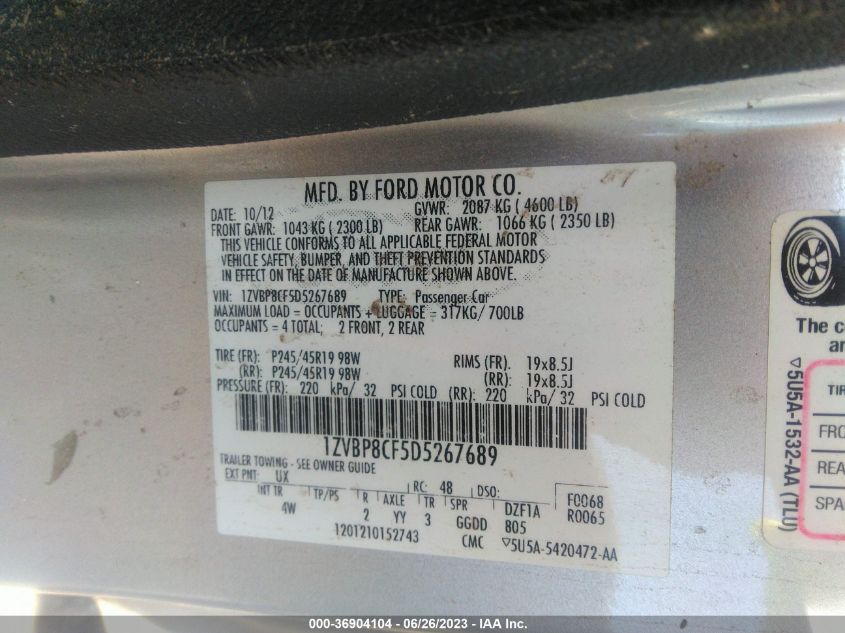 MFD. BY FORD MOTOR CO.
DATE: 10/12 GVWR: 2087 KG ( 4600 LB)
FRONT GAWR: 1043 KG ( 2300 LB) REAR GAWR: 1066 KG ( 2350 LB)
THIS VEHICLE CONFORMS TO ALL APPLICABLE FEDERAL MOTOR
VEHICLE SAFETY, BUMPER, AND THEFT PREVENTION STANDARDS
IN EFFECT ON THE DATE OF MANUFACTURE SHOWN ABOVE.
VIN: 1ZVBP8CF5D5267689 TYPE: Passenger Car
MAXIMUM LOAD = OCCUPANTS + LUGGAGE = 317KG/ 700LB
OCCUPANTS = 4 TOTAL; 2 FRONT, 2 REAR
TIRE (FR): P245/45R19 98W RIMS (FR). 19x8.5J
(RR): P245/45R19 98W (RR): 19x8.5J
PRESSURE (FR): 220 kPa/ 32 PSI COLD (RR): 220 kPa/ 32 PSI COLD
1ZVBP8CF5D5267689
TRAILER TOWING - SEE OWNER GUIDE
EXT PNT: UX RC: 48 DSO: F0068
INT TR TP/PS R AXLE TR SPR DZF1A R0065
4W 2 YY 3 GGDD 805
1201210152743 CMC ▽5U5A-5420472-AA
The co
an
▽5U5A-1532-AA (TLU)
TIR
FRO
REA
SPA
000-36904104 - 06/26/2023 - IAA Inc.